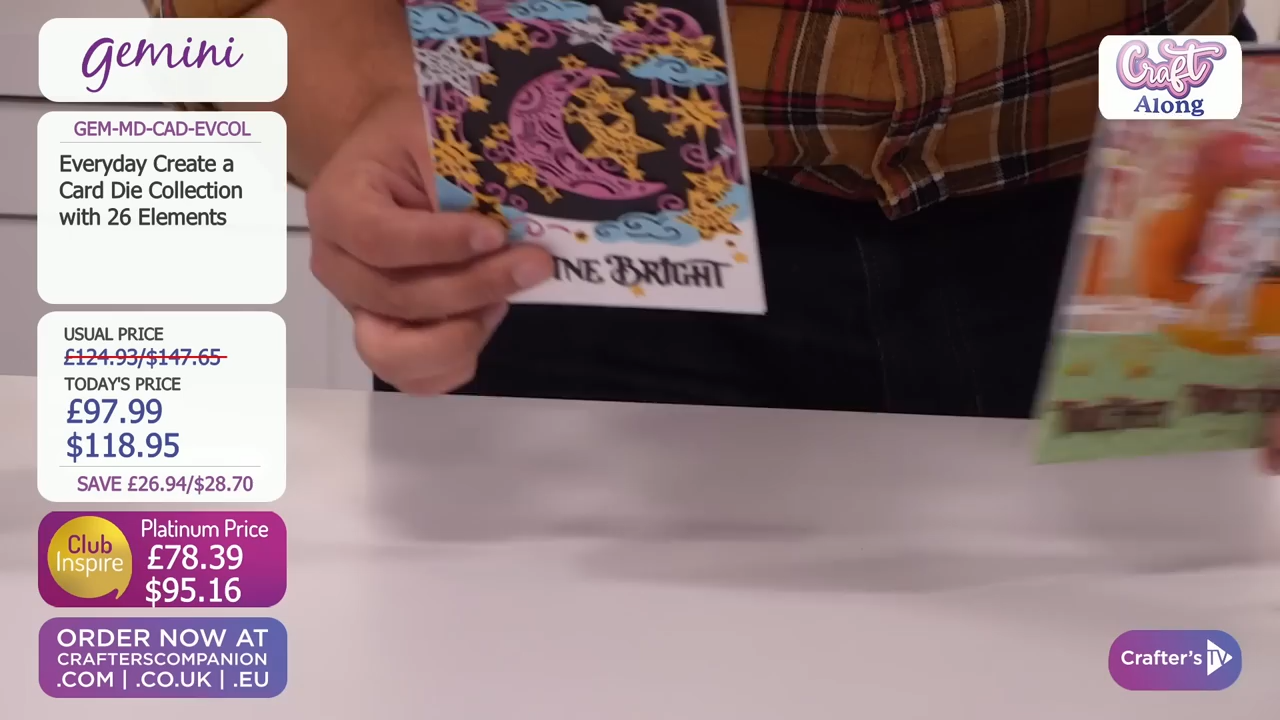 gemini
GEM-MD-CAD-EVCOL
Everyday Create a
Card Die Collection
with 26 Elements
USUAL PRICE
£124.93/$147.65
TODAY'S PRICE
£97.99
$118.95
SAVE £26.94/$28.70
Club
Inspire
Platinum Price
£78.39
$95.16
ORDER NOW AT
CRAFTERSCOMPANION
.COM | .CO.UK | .EU
BRIGHT
Craft
Along
Crafter's TV